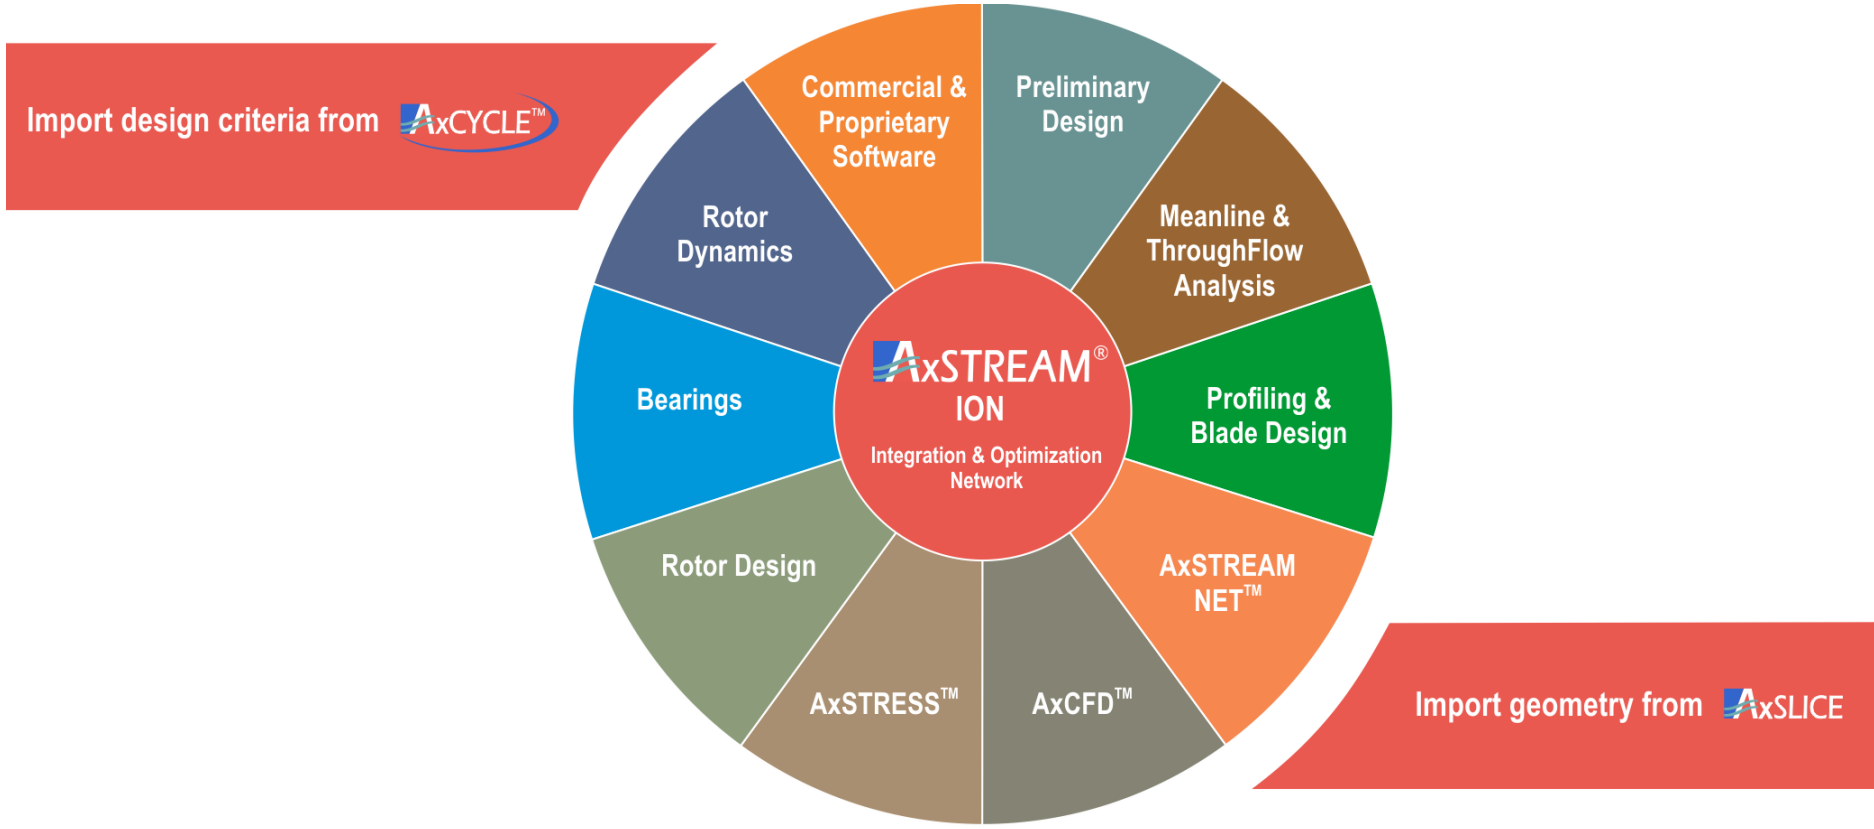 Import design criteria from AxCYCLE™
Commercial &
Proprietary
Software
Preliminary
Design
Meanline &
ThroughFlow
Analysis
Profiling &
Blade Design
AxSTREAM
NET™
AxCFD™
AxSTRESS™
Rotor Design
Bearings
Rotor
Dynamics
AxSTREAM®
ION
Integration & Optimization
Network
Import geometry from AxSLICE